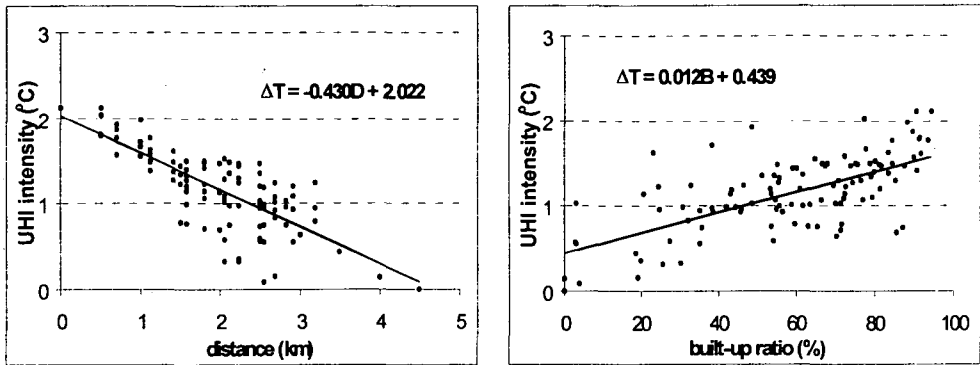 3
2
1
0
UHI intensity (°C)
ΔT = -0.430D + 2.022
0 1 2 3 4 5
distance (km)
3
2
1
0
UHI intensity (°C)
ΔT = 0.012B + 0.439
0 20 40 60 80 100
built-up ratio (%)